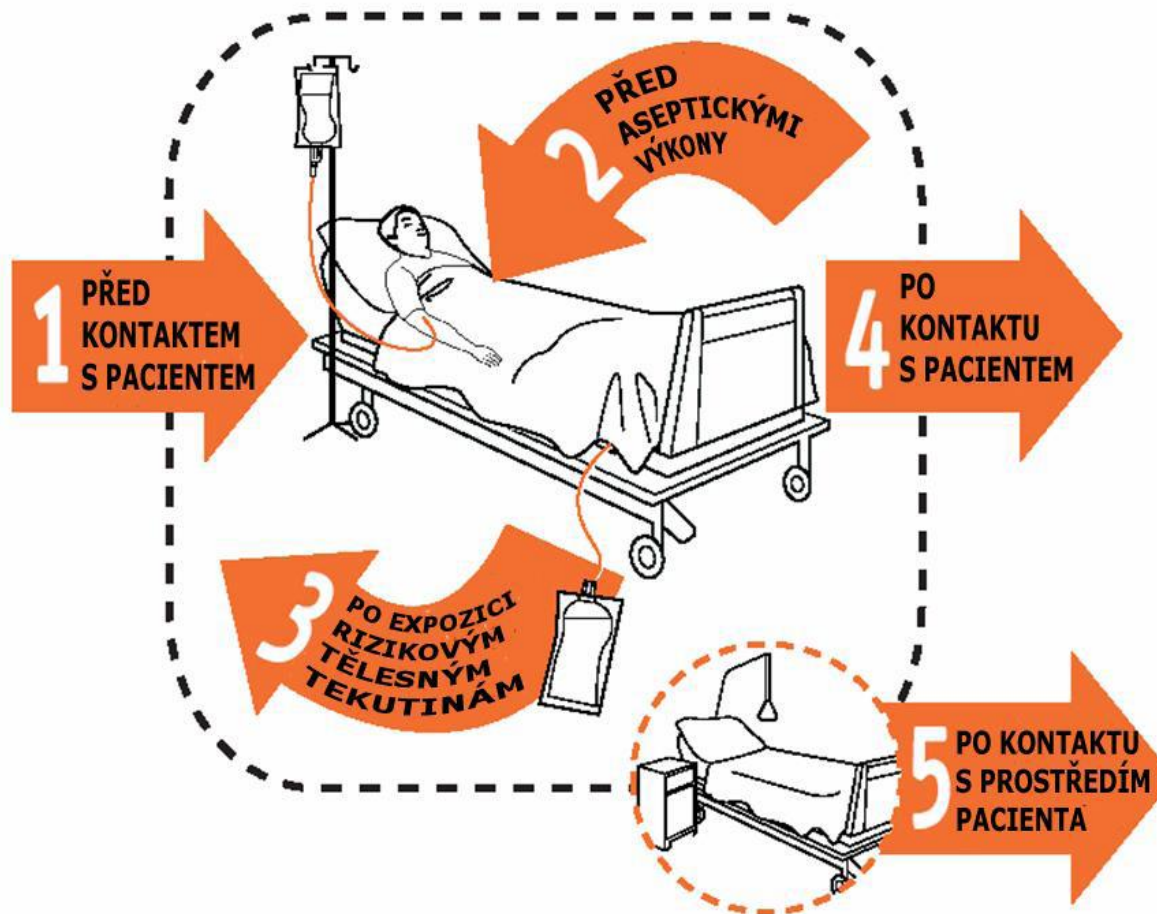 1
PŘED
KONTAKTEM
S PACIENTEM
2
PŘED
ASEPTICKÝMI
VÝKONY
3
PO EXPOZICI
RIZIKOVÝM
TĚLESNÝM
TEKUTINÁM
4
PO
KONTAKTU
S PACIENTEM
5
PO KONTAKTU
S PROSTŘEDÍM
PACIENTA